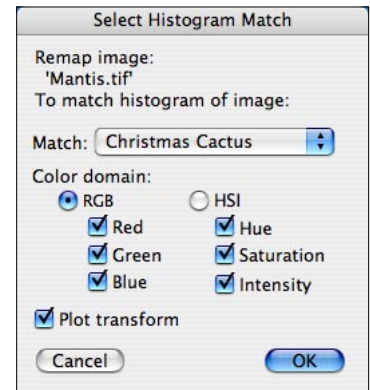 Select Histogram Match
Remap image:
'Mantis.tif'
To match histogram of image:
Match: Christmas Cactus
Color domain:
RGB HSI
Red Hue
Green Saturation
Blue Intensity
Plot transform
Cancel OK